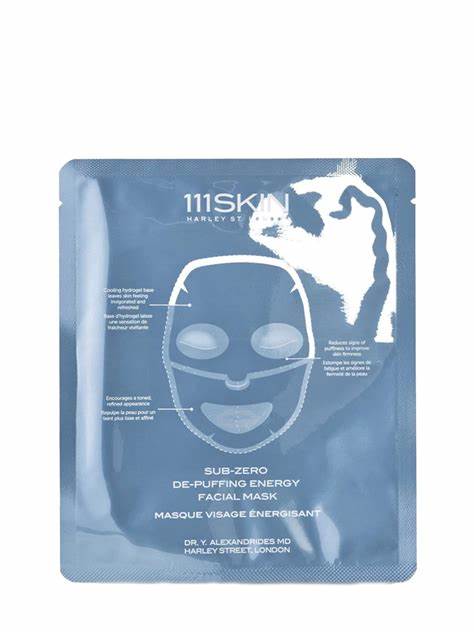 111SKIN
HARLEY ST
Cooling hydrogel base
leaves skin feeling
invigorated and
refreshed
Base d'hydrogel laisse
une sensation de
fraîcheur vivifiante
Reduces signs of
puffiness to improve
skin firmness
Estompe les signes de
fatigue et améliore la
fermeté de la peau
Encourages a toned,
refined appearance
Repulpe la peau pour un
teint plus lisse et affiné
SUB-ZERO
DE-PUFFING ENERGY
FACIAL MASK
MASQUE VISAGE ÉNERGISANT
DR. Y. ALEXANDRIDES MD
HARLEY STREET, LONDON